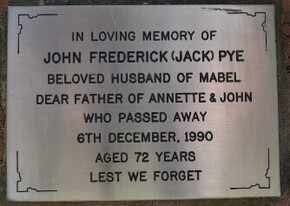 IN LOVING MEMORY OF
JOHN FREDERICK (JACK) PYE
BELOVED HUSBAND OF MABEL
DEAR FATHER OF ANNETTE & JOHN
WHO PASSED AWAY
6TH DECEMBER, 1990
AGED 72 YEARS
LEST WE FORGET